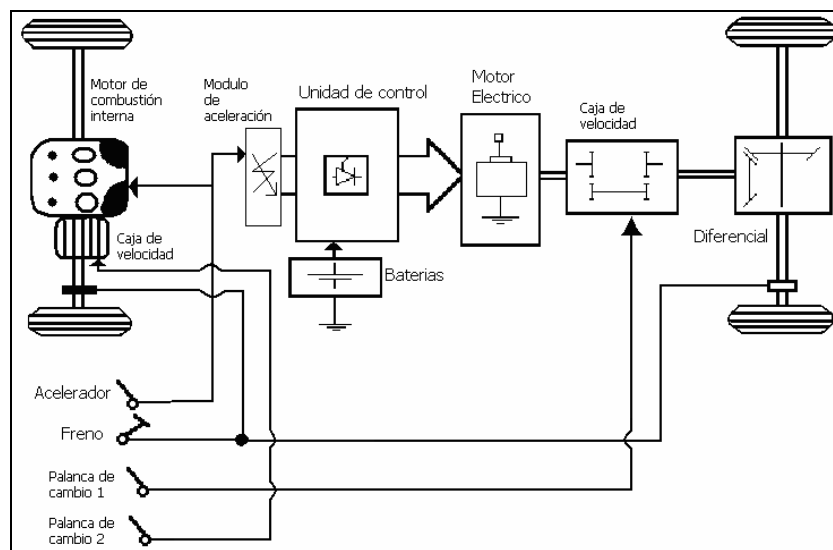 Motor de
combustión
interna
Modulo
de
aceleración
Unidad de control
Motor
Electrico
Caja de
velocidad
Caja de
velocidad
Baterias
Diferencial
Acelerador
Freno
Palanca de
cambio 1
Palanca de
cambio 2